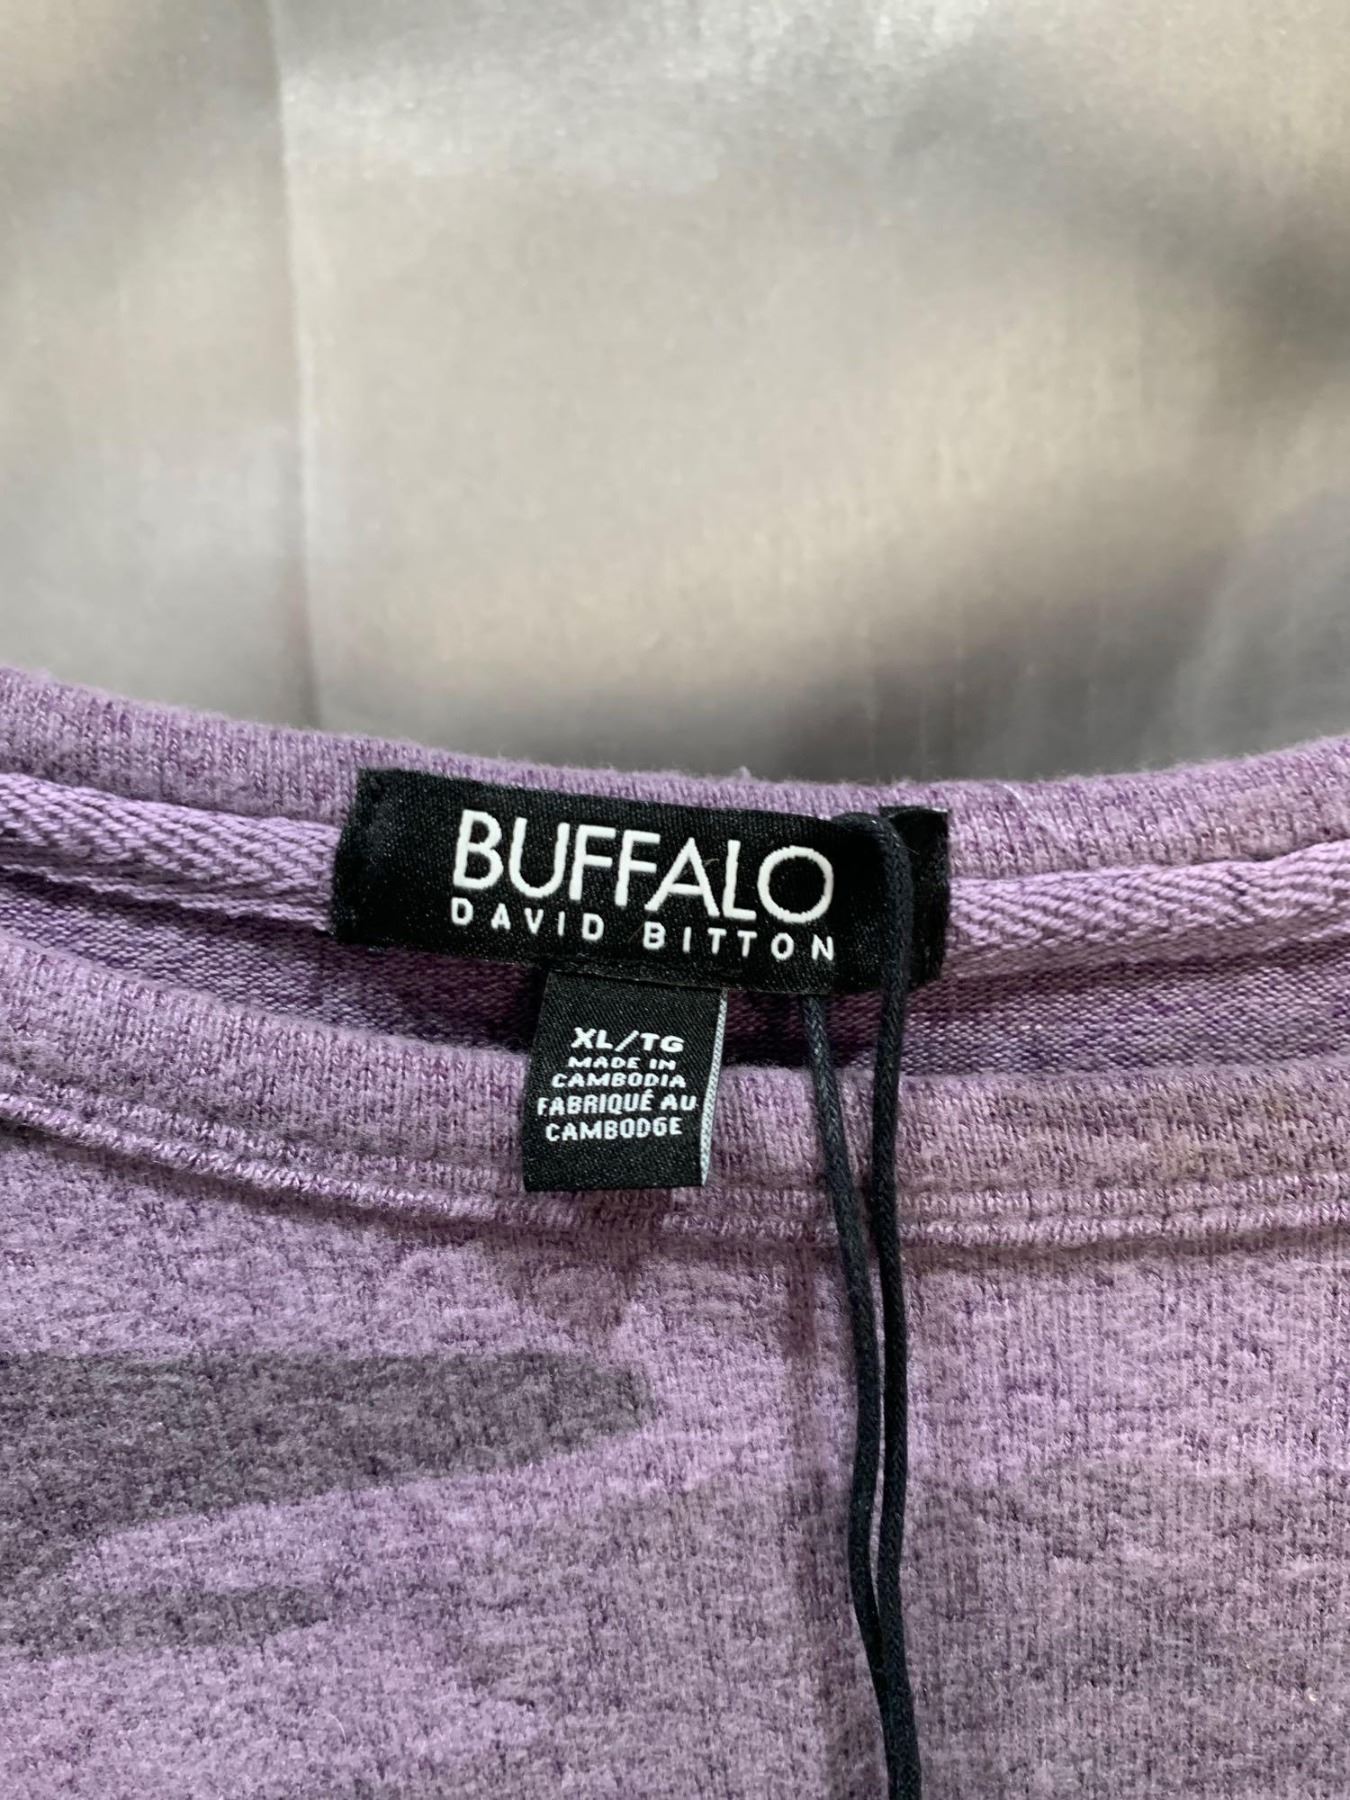 BUFFALO
DAVID BITTON
XL/TG
MADE IN
CAMBODIA
FABRIQUÉ AU
CAMBODGE